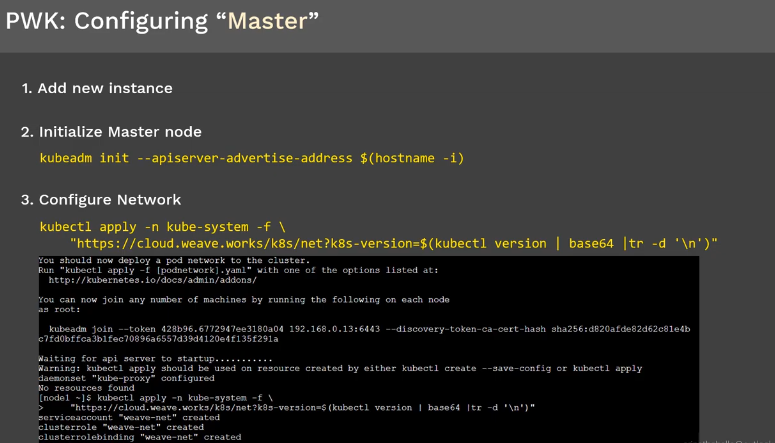 PWK: Configuring “Master”
1. Add new instance
2. Initialize Master node
kubeadm init --apiserver-advertise-address $(hostname -i)
3. Configure Network
kubectl apply -n kube-system -f \
"https://cloud.weave.works/k8s/net?k8s-version=$(kubectl version | base64 |tr -d '\n')"
You should now deploy a pod network to the cluster.
Run "kubectl apply -f [podnetwork].yaml" with one of the options listed at:
http://kubernetes.io/docs/admin/addons/
You can now join any number of machines by running the following on each node
as root:
kubeadm join --token 428b96.6772947ee3180a04 192.168.0.13:6443 --discovery-token-ca-cert-hash sha256:d820afde82d62c81e4b
c7fd0bffca3b1fec70896a6557d39d4120e4f135f291a
Waiting for api server to startup...........
Warning: kubectl apply should be used on resource created by either kubectl create --save-config or kubectl apply
daemonset "kube-proxy" configured
No resources found
[node1 ~]$ kubectl apply -n kube-system -f \
> "https://cloud.weave.works/k8s/net?k8s-version=$(kubectl version | base64 |tr -d '\n')"
serviceaccount "weave-net" created
clusterrole "weave-net" created
clusterrolebinding "weave-net" created